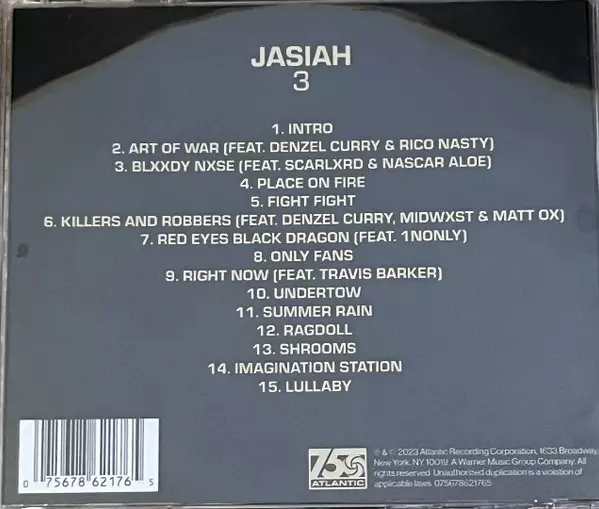 JASIAH
3
1. INTRO
2. ART OF WAR (FEAT. DENZEL CURRY & RICO NASTY)
3. BLXXDY NXSE (FEAT. SCARLXRD & NASCAR ALOE)
4. PLACE ON FIRE
5. FIGHT FIGHT
6. KILLERS AND ROBBERS (FEAT. DENZEL CURRY, MIDWXST & MATT OX)
7. RED EYES BLACK DRAGON (FEAT. 1NONLY)
8. ONLY FANS
9. RIGHT NOW (FEAT. TRAVIS BARKER)
10. UNDERTOW
11. SUMMER RAIN
12. RAGDOLL
13. SHROOMS
14. IMAGINATION STATION
15. LULLABY
0 75678 62176 5
75
ATLANTIC
℗ & © 2023 Atlantic Recording Corporation, 1633 Broadway,
New York, NY 10019. A Warner Music Group Company. All
rights reserved. Unauthorized duplication is a violation of
applicable laws. 075678621765